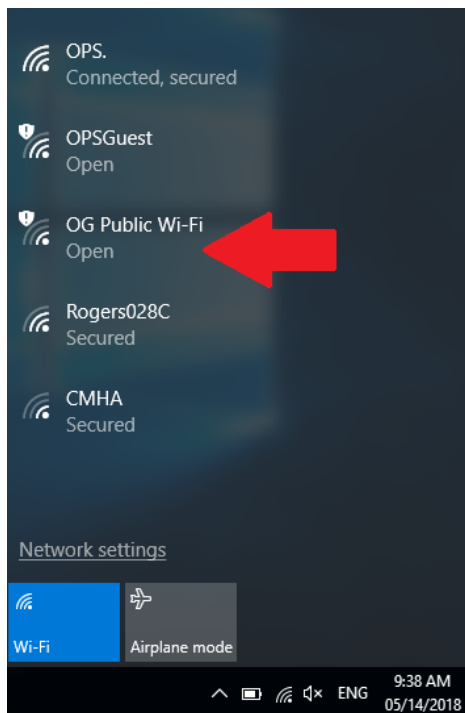 OPS.
Connected, secured
OPSGuest
Open
OG Public Wi-Fi
Open
Rogers028C
Secured
CMHA
Secured
Network settings
Wi-Fi
Airplane mode
ENG
9:38 AM
05/14/2018